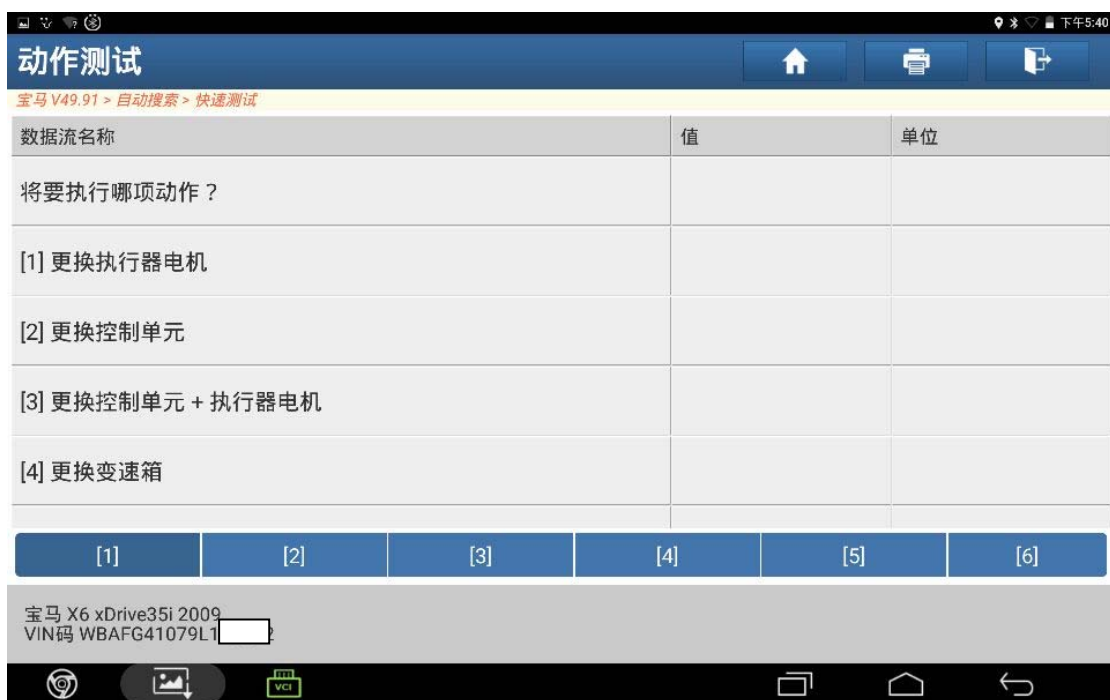 下午5:40
动作测试
宝马 V49.91 > 自动搜索 > 快速测试
数据流名称 值 单位
将要执行哪项动作？
[1] 更换执行器电机
[2] 更换控制单元
[3] 更换控制单元 + 执行器电机
[4] 更换变速箱
[1] [2] [3] [4] [5] [6]
宝马 X6 xDrive35i 2009
VIN码 WBAFG41079L1
VCI